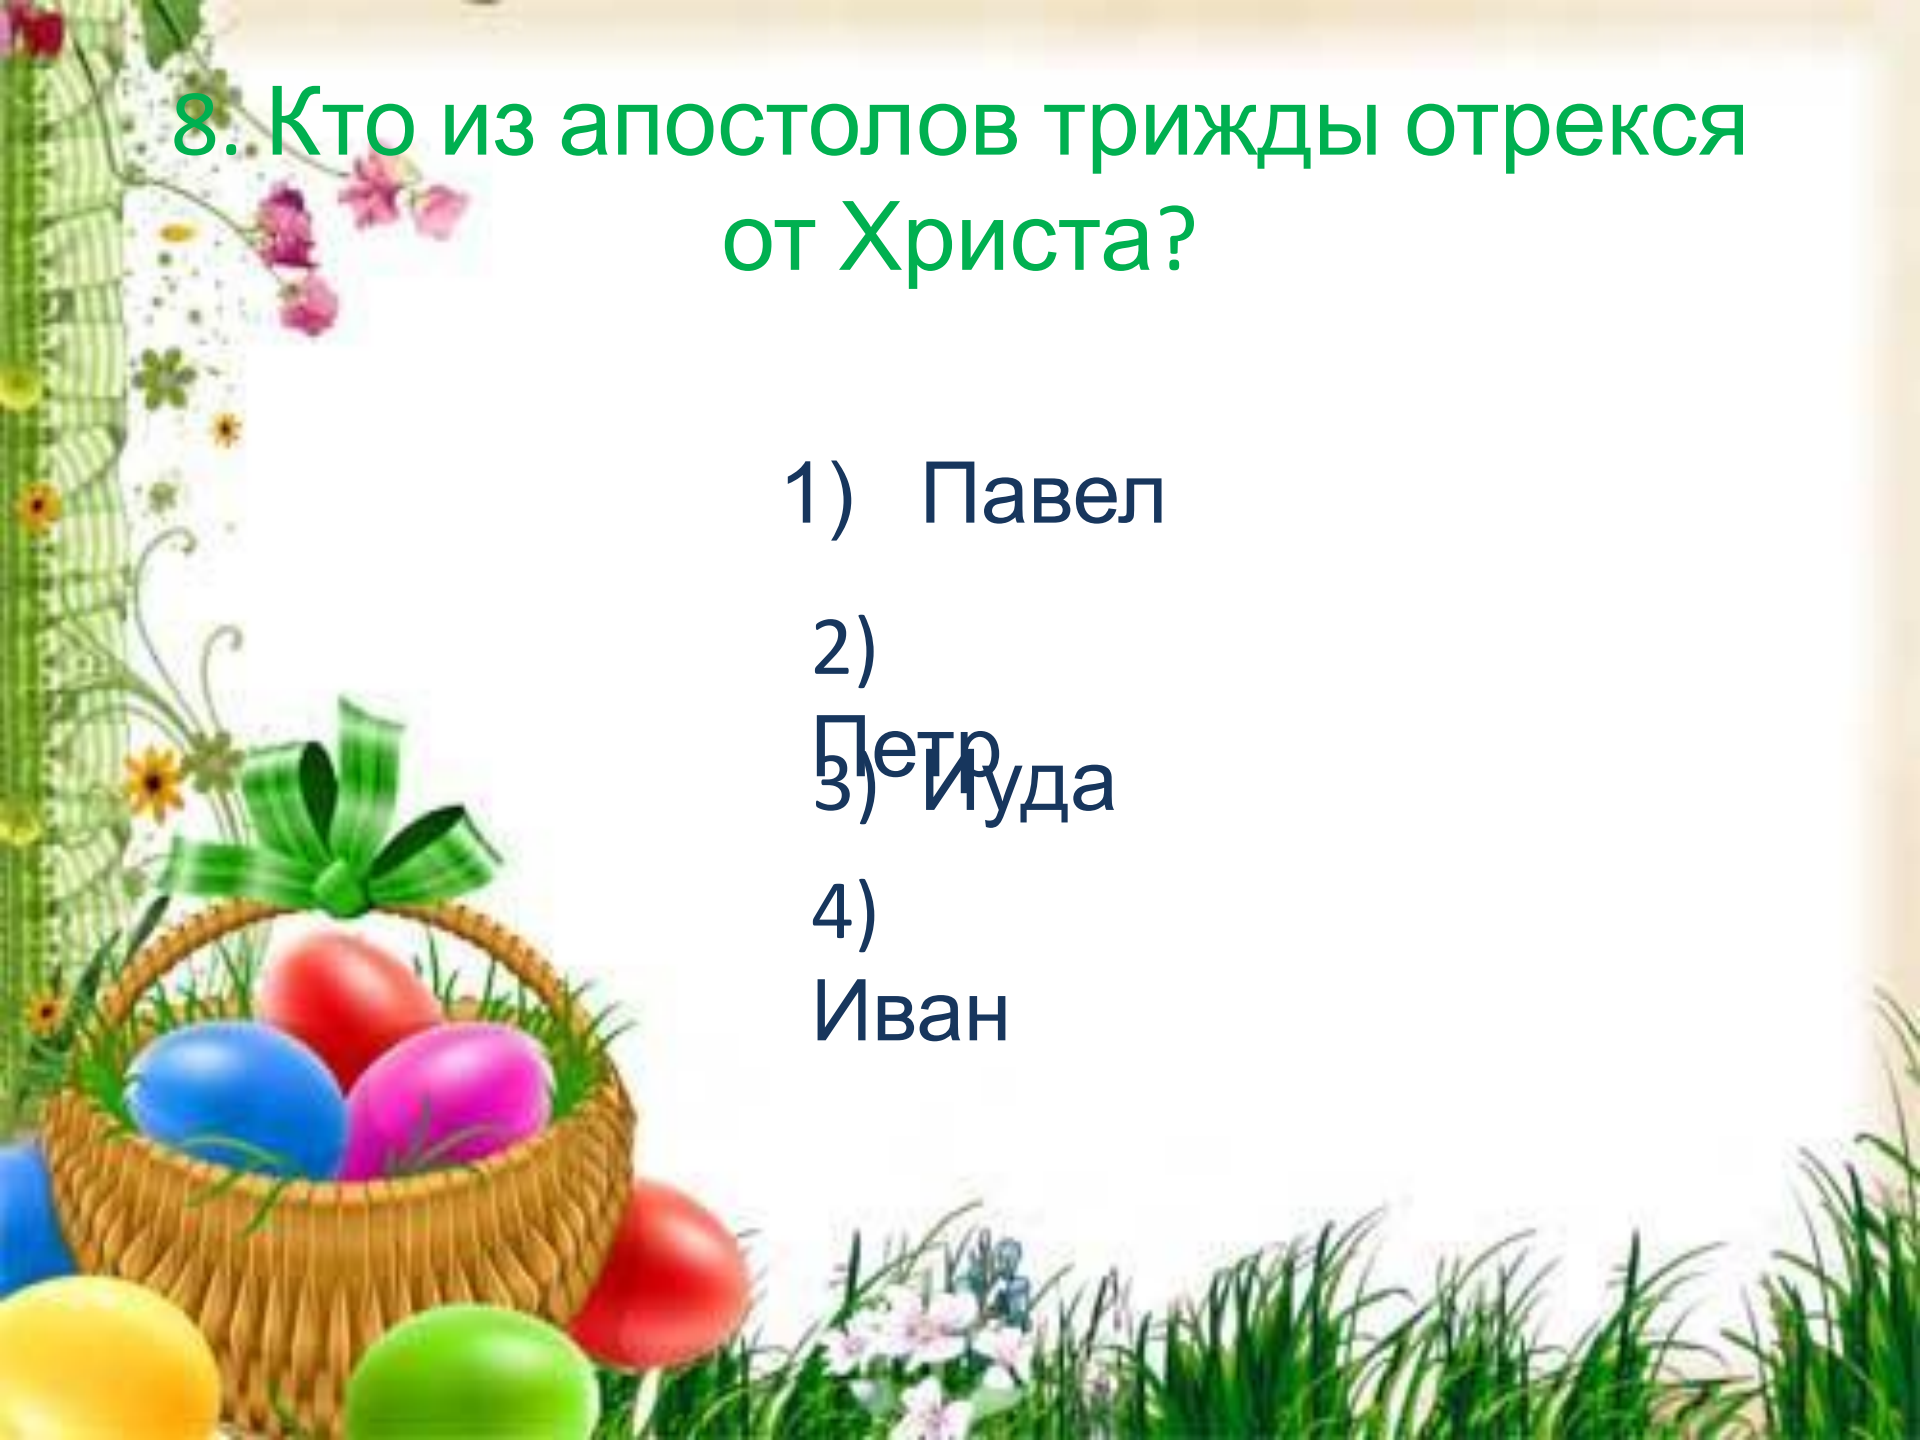 8. Кто из апостолов трижды отрекся
от Христа?
1) Павел
2)
Петр
3) Иуда
4)
Иван